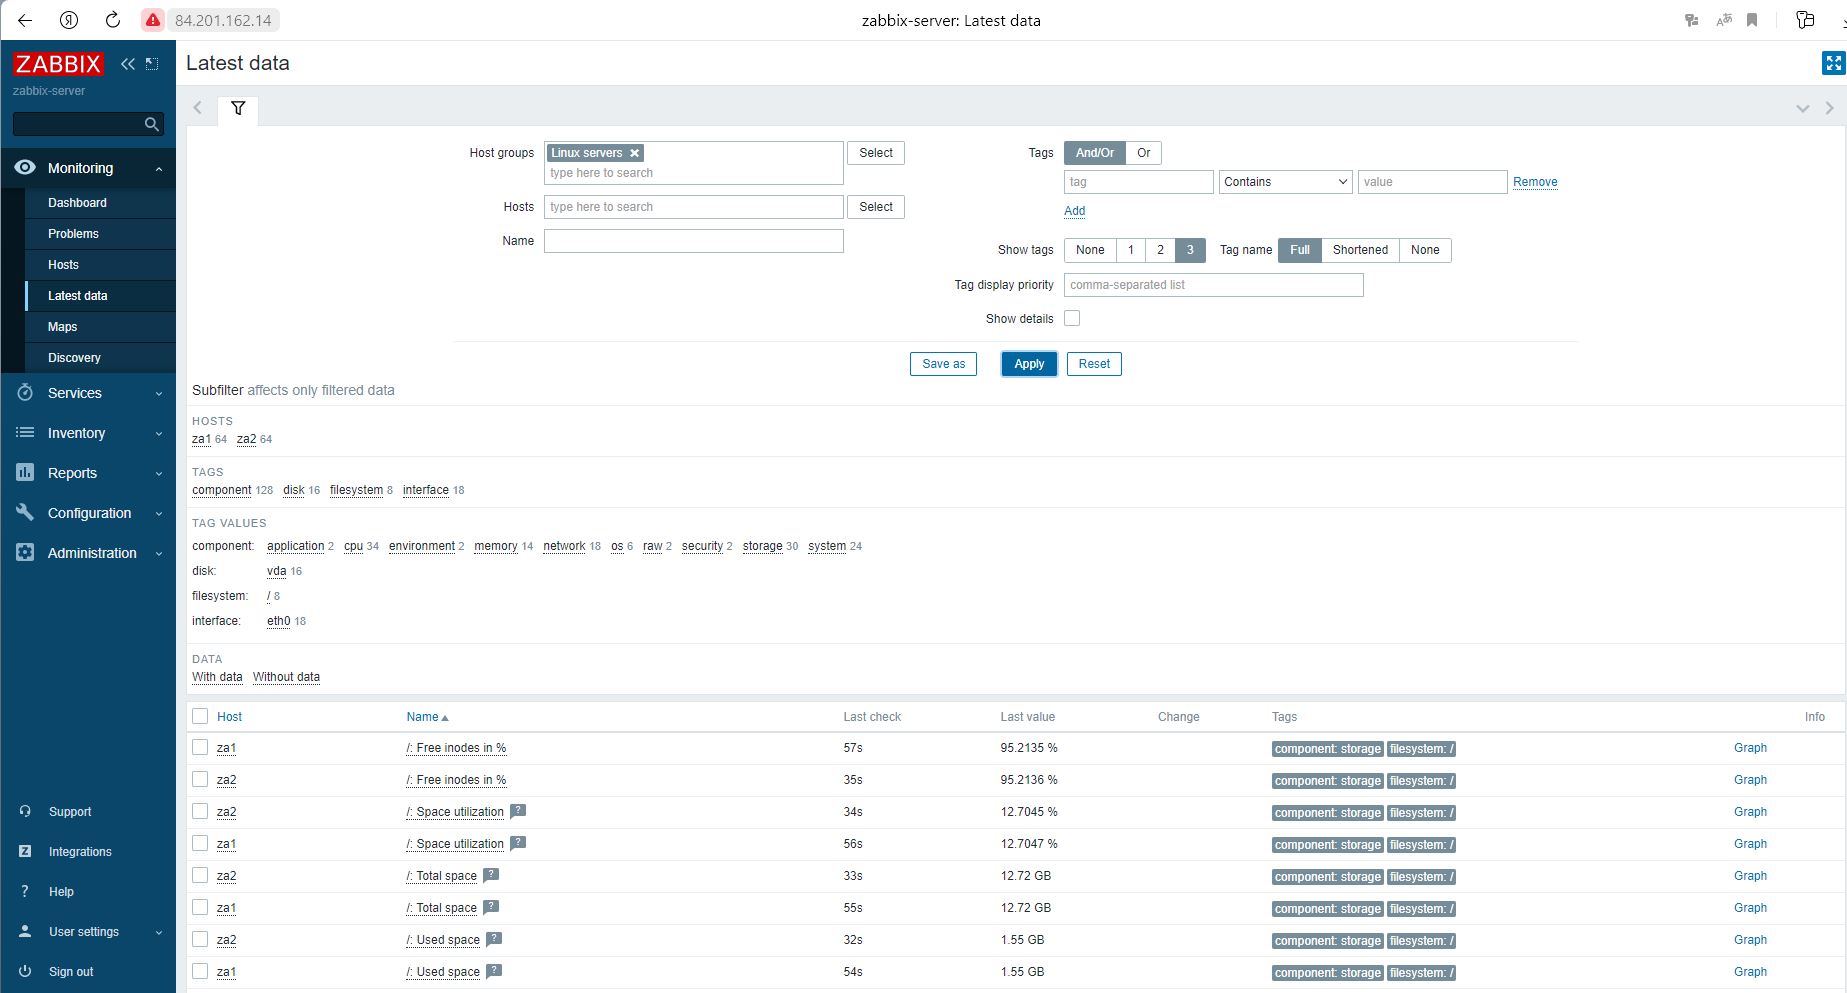 84.201.162.14
zabbix-server: Latest data
ZABBIX
zabbix-server
Monitoring
Dashboard
Problems
Hosts
Latest data
Maps
Discovery
Services
Inventory
Reports
Configuration
Administration
Support
Integrations
Help
User settings
Sign out
Latest data
Host groups Linux servers type here to search Select
Hosts type here to search Select
Name
Tags And/Or Or
tag Contains value Remove
Add
Show tags None 1 2 3 Tag name Full Shortened None
Tag display priority comma-separated list
Show details
Save as Apply Reset
Subfilter affects only filtered data
HOSTS
za1 64 za2 64
TAGS
component 128 disk 16 filesystem 8 interface 18
TAG VALUES
component: application 2 cpu 34 environment 2 memory 14 network 18 os 6 raw 2 security 2 storage 30 system 24
disk: vda 16
filesystem: / 8
interface: eth0 18
DATA
With data Without data
Host Name Last check Last value Change Tags Info
za1 /: Free inodes in % 57s 95.2135 % component: storage filesystem: / Graph
za2 /: Free inodes in % 35s 95.2136 % component: storage filesystem: / Graph
za2 /: Space utilization ? 34s 12.7045 % component: storage filesystem: / Graph
za1 /: Space utilization ? 56s 12.7047 % component: storage filesystem: / Graph
za2 /: Total space ? 33s 12.72 GB component: storage filesystem: / Graph
za1 /: Total space ? 55s 12.72 GB component: storage filesystem: / Graph
za2 /: Used space ? 32s 1.55 GB component: storage filesystem: / Graph
za1 /: Used space ? 54s 1.55 GB component: storage filesystem: / Graph